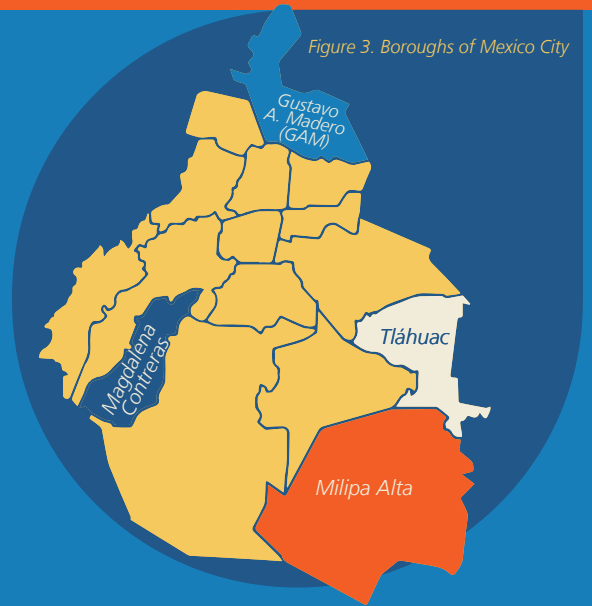 Figure 3. Boroughs of Mexico City
Gustavo
A. Madero
(GAM)
Tláhuac
Magdalena
Contreras
Milipa Alta